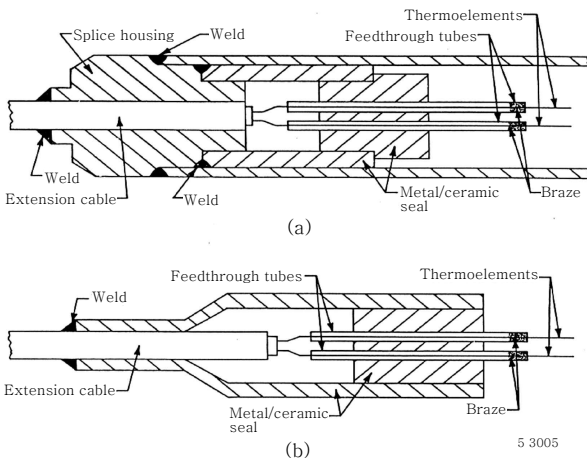 Thermoelements
Splice housing
Weld
Feedthrough tubes
Weld
Extension cable
Weld
Metal/ceramic
seal
Braze
(a)
Feedthrough tubes
Thermoelements
Weld
Extension cable
Metal/ceramic
seal
Braze
(b)
5 3005